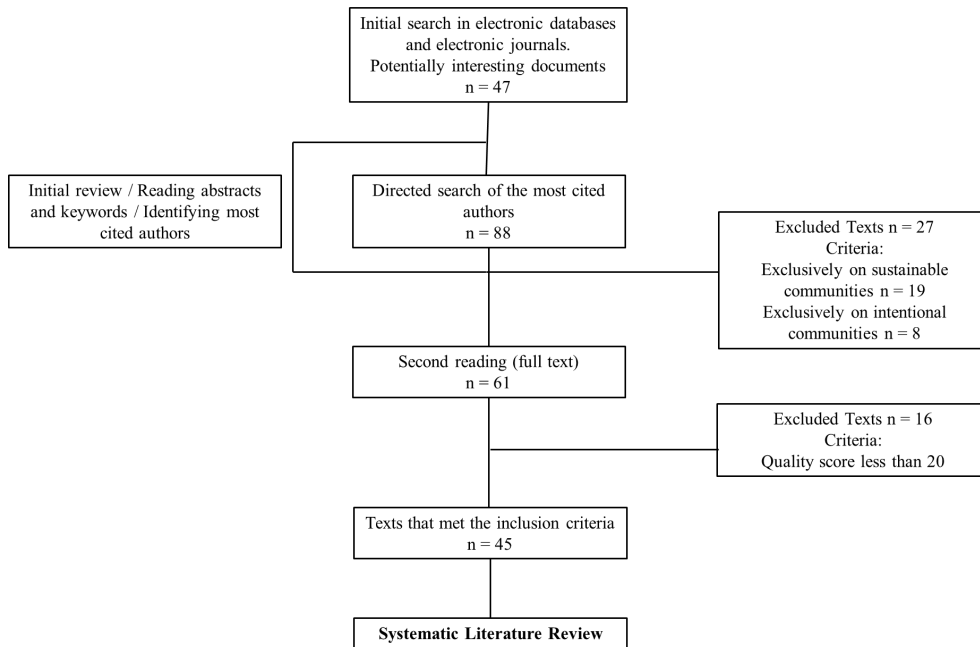 Initial search in electronic databases
and electronic journals.
Potentially interesting documents
n = 47
Initial review / Reading abstracts
and keywords / Identifying most
cited authors
Directed search of the most cited
authors
n = 88
Excluded Texts n = 27
Criteria:
Exclusively on sustainable
communities n = 19
Exclusively on intentional
communities n = 8
Second reading (full text)
n = 61
Excluded Texts n = 16
Criteria:
Quality score less than 20
Texts that met the inclusion criteria
n = 45
Systematic Literature Review